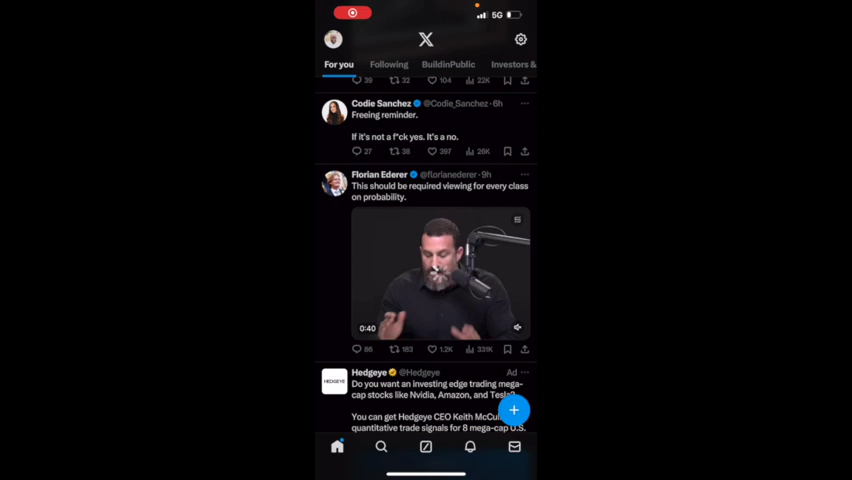 5G
For you Following BuildinPublic Investors &
39 32 104 22K
Codie Sanchez @Codie_Sanchez · 6h
Freeing reminder.
If it's not a f*ck yes. It's a no.
27 38 397 26K
Florian Ederer @florianederer · 9h
This should be required viewing for every class
on probability.
0:40
86 183 1.2K 331K
HEDGEYE
Hedgeye @Hedgeye Ad
Do you want an investing edge trading mega-
cap stocks like Nvidia, Amazon, and Tesla?
You can get Hedgeye CEO Keith
quantitative trade signals for 8 mega-cap U.S.